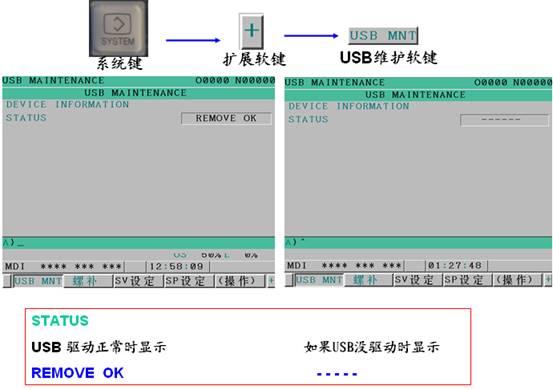 SYSTEM
+
USB MNT
系统键
扩展软键
USB维护软键
USB MAINTENANCE O0000 N00000
USB MAINTENANCE
DEVICE INFORMATION
STATUS REMOVE OK
A)_
OS 50% L 0%
MDI **** *** *** 12:58:09
USB MNT 螺补 SV设定 SP设定 (操作) +
USB MAINTENANCE O0000 N00000
USB MAINTENANCE
DEVICE INFORMATION
STATUS ------
A)^
MDI **** *** *** 01:27:48
USB MNT 螺补 SV设定 SP设定 (操作) +
STATUS
USB 驱动正常时显示 如果USB没驱动时显示
REMOVE OK -----